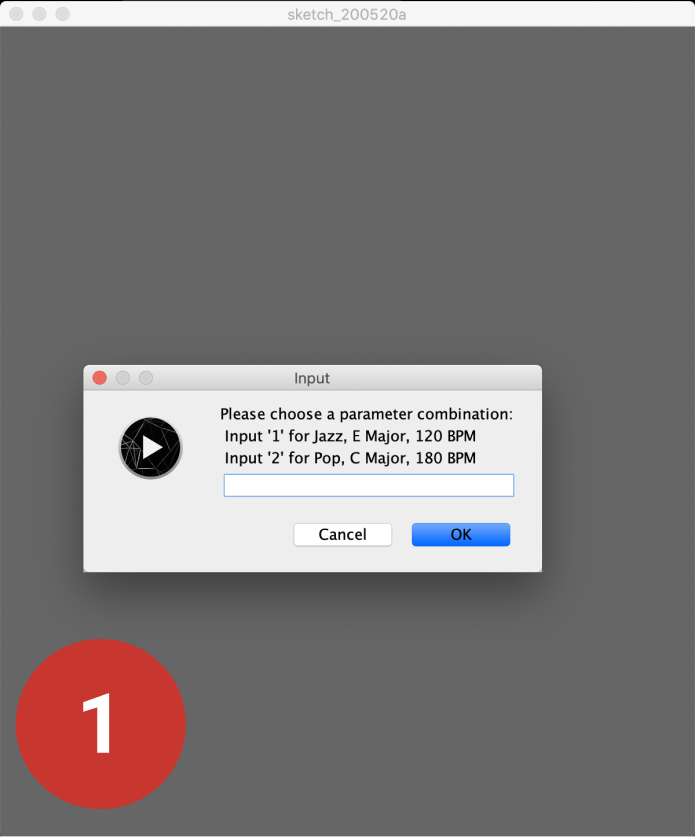 sketch_200520a
Input
Please choose a parameter combination:
Input '1' for Jazz, E Major, 120 BPM
Input '2' for Pop, C Major, 180 BPM
Cancel
OK
1